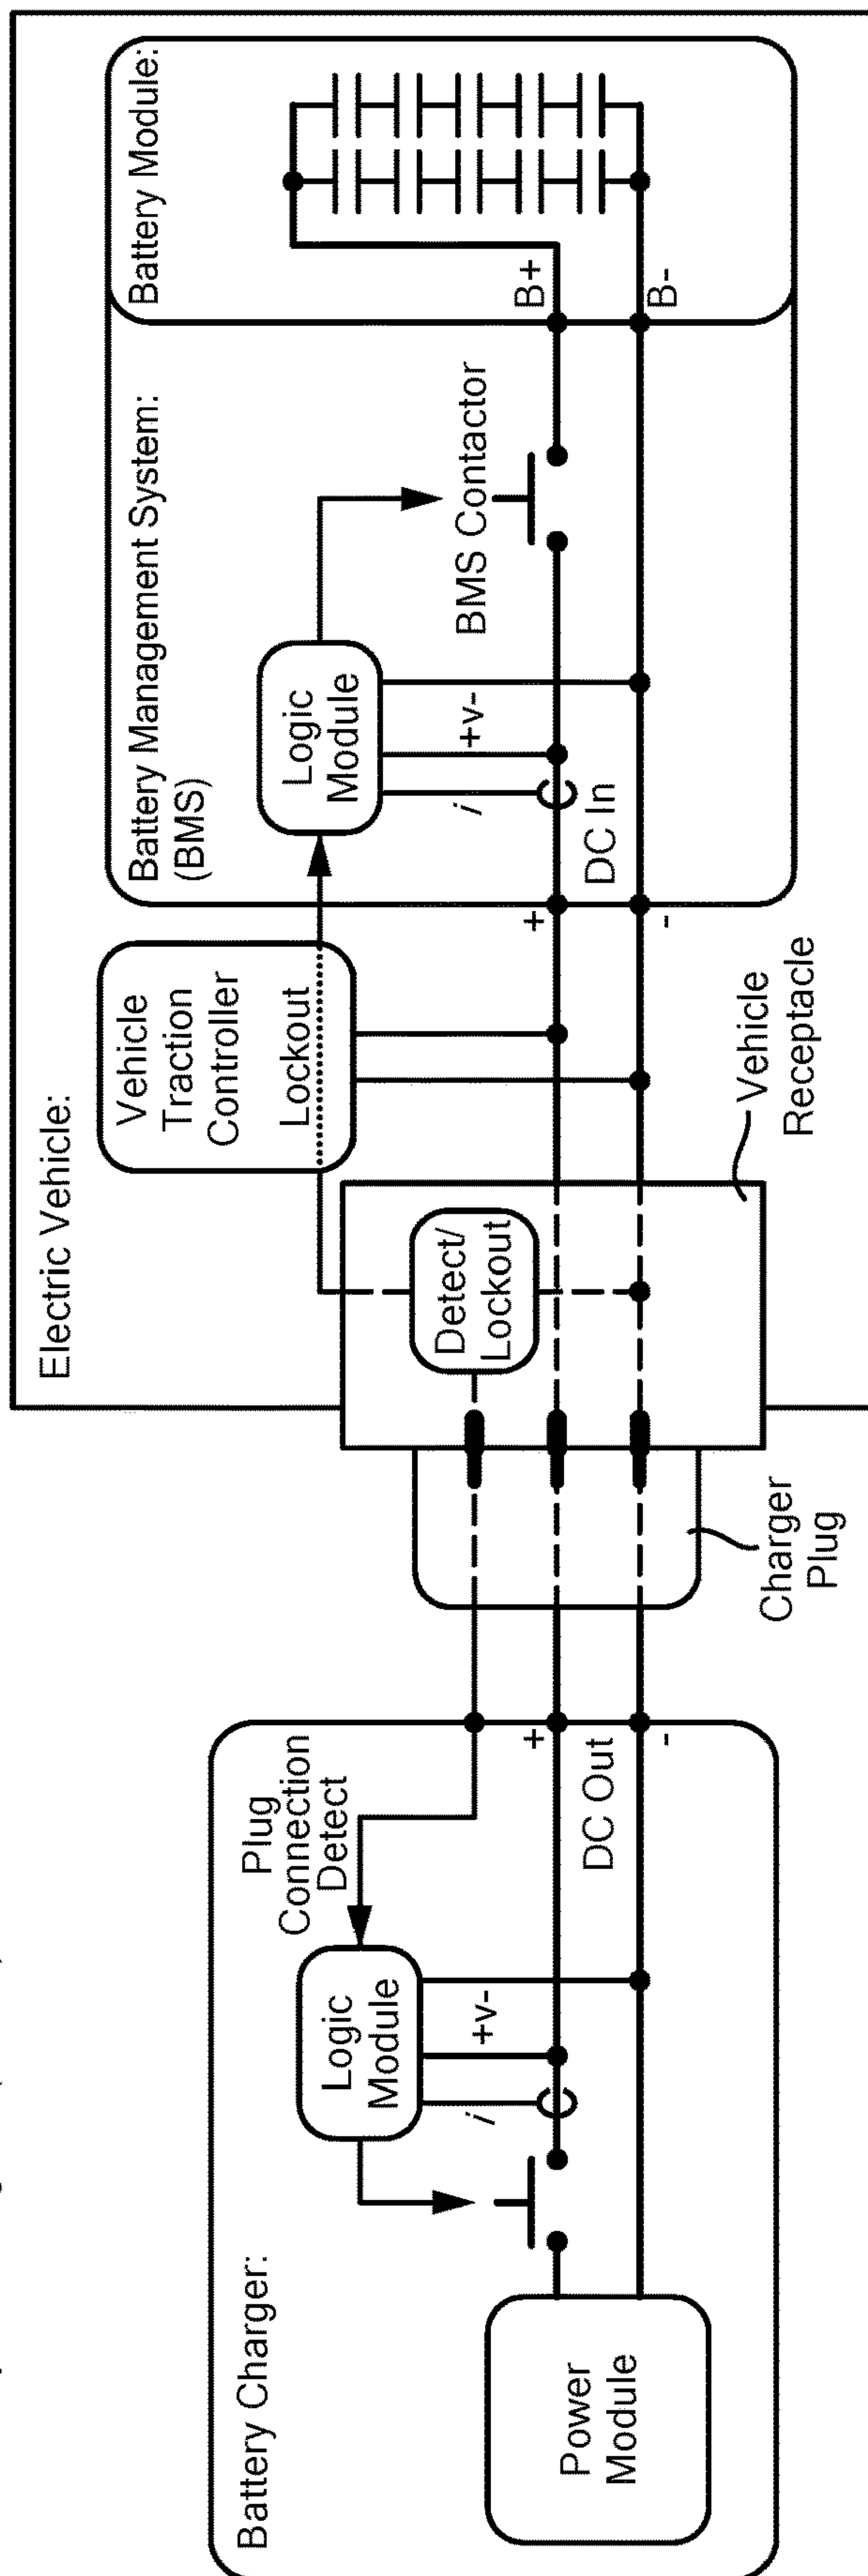 Battery Charger:
Power
Module
Logic
Module
i
+v-
Plug
Connection
Detect
+
DC Out
-
Charger
Plug
Electric Vehicle:
Detect/
Lockout
Vehicle
Receptacle
Vehicle
Traction
Controller
Lockout
Battery Management System:
(BMS)
+
DC In
-
Logic
Module
i
+v-
BMS Contactor
Battery Module:
B+
B-